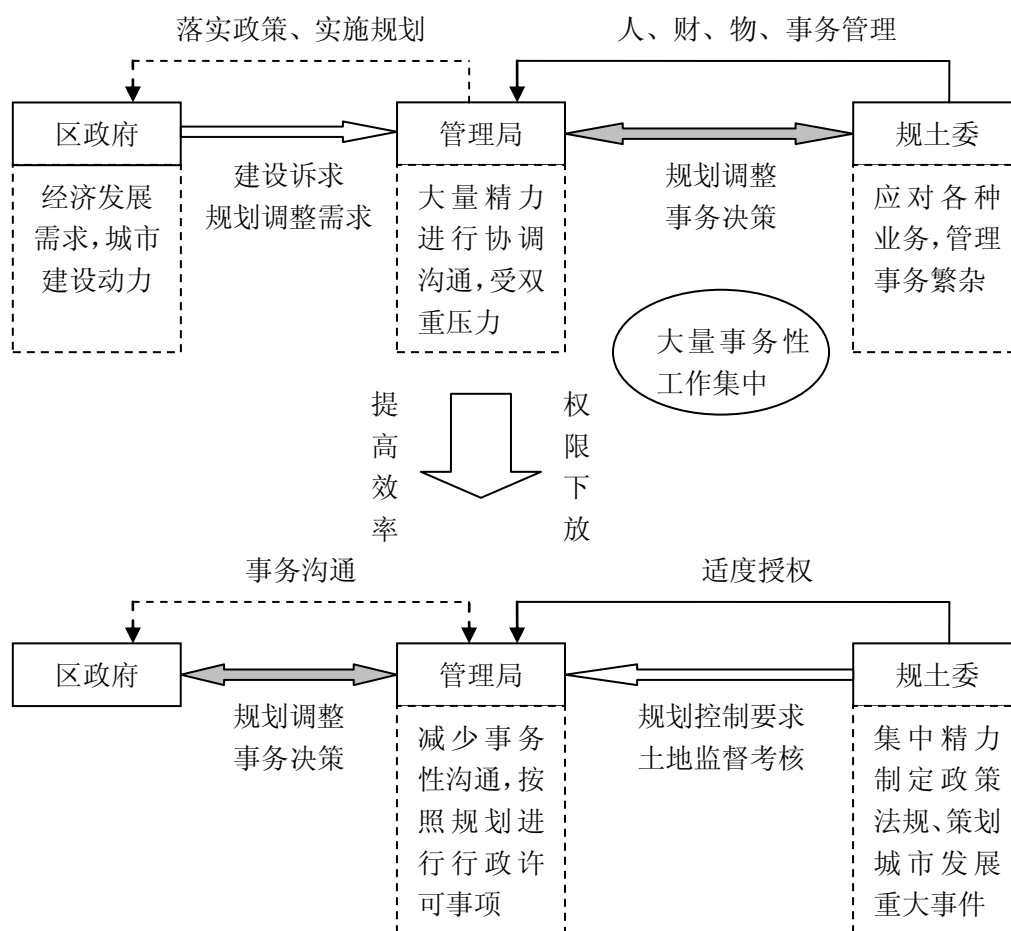 落实政策、实施规划
人、财、物、事务管理
区政府
管理局
规土委
经济发展
需求，城市
建设动力
建设诉求
规划调整需求
大量精力
进行协调
沟通，受双
重压力
规划调整
事务决策
应对各种
业务，管理
事务繁杂
大量事务性
工作集中
提高效率
权限下放
事务沟通
适度授权
区政府
管理局
规土委
规划调整
事务决策
减少事务
性沟通，按
照规划进
行行政许
可事项
规划控制要求
土地监督考核
集中精力
制定政策
法规、策划
城市发展
重大事件